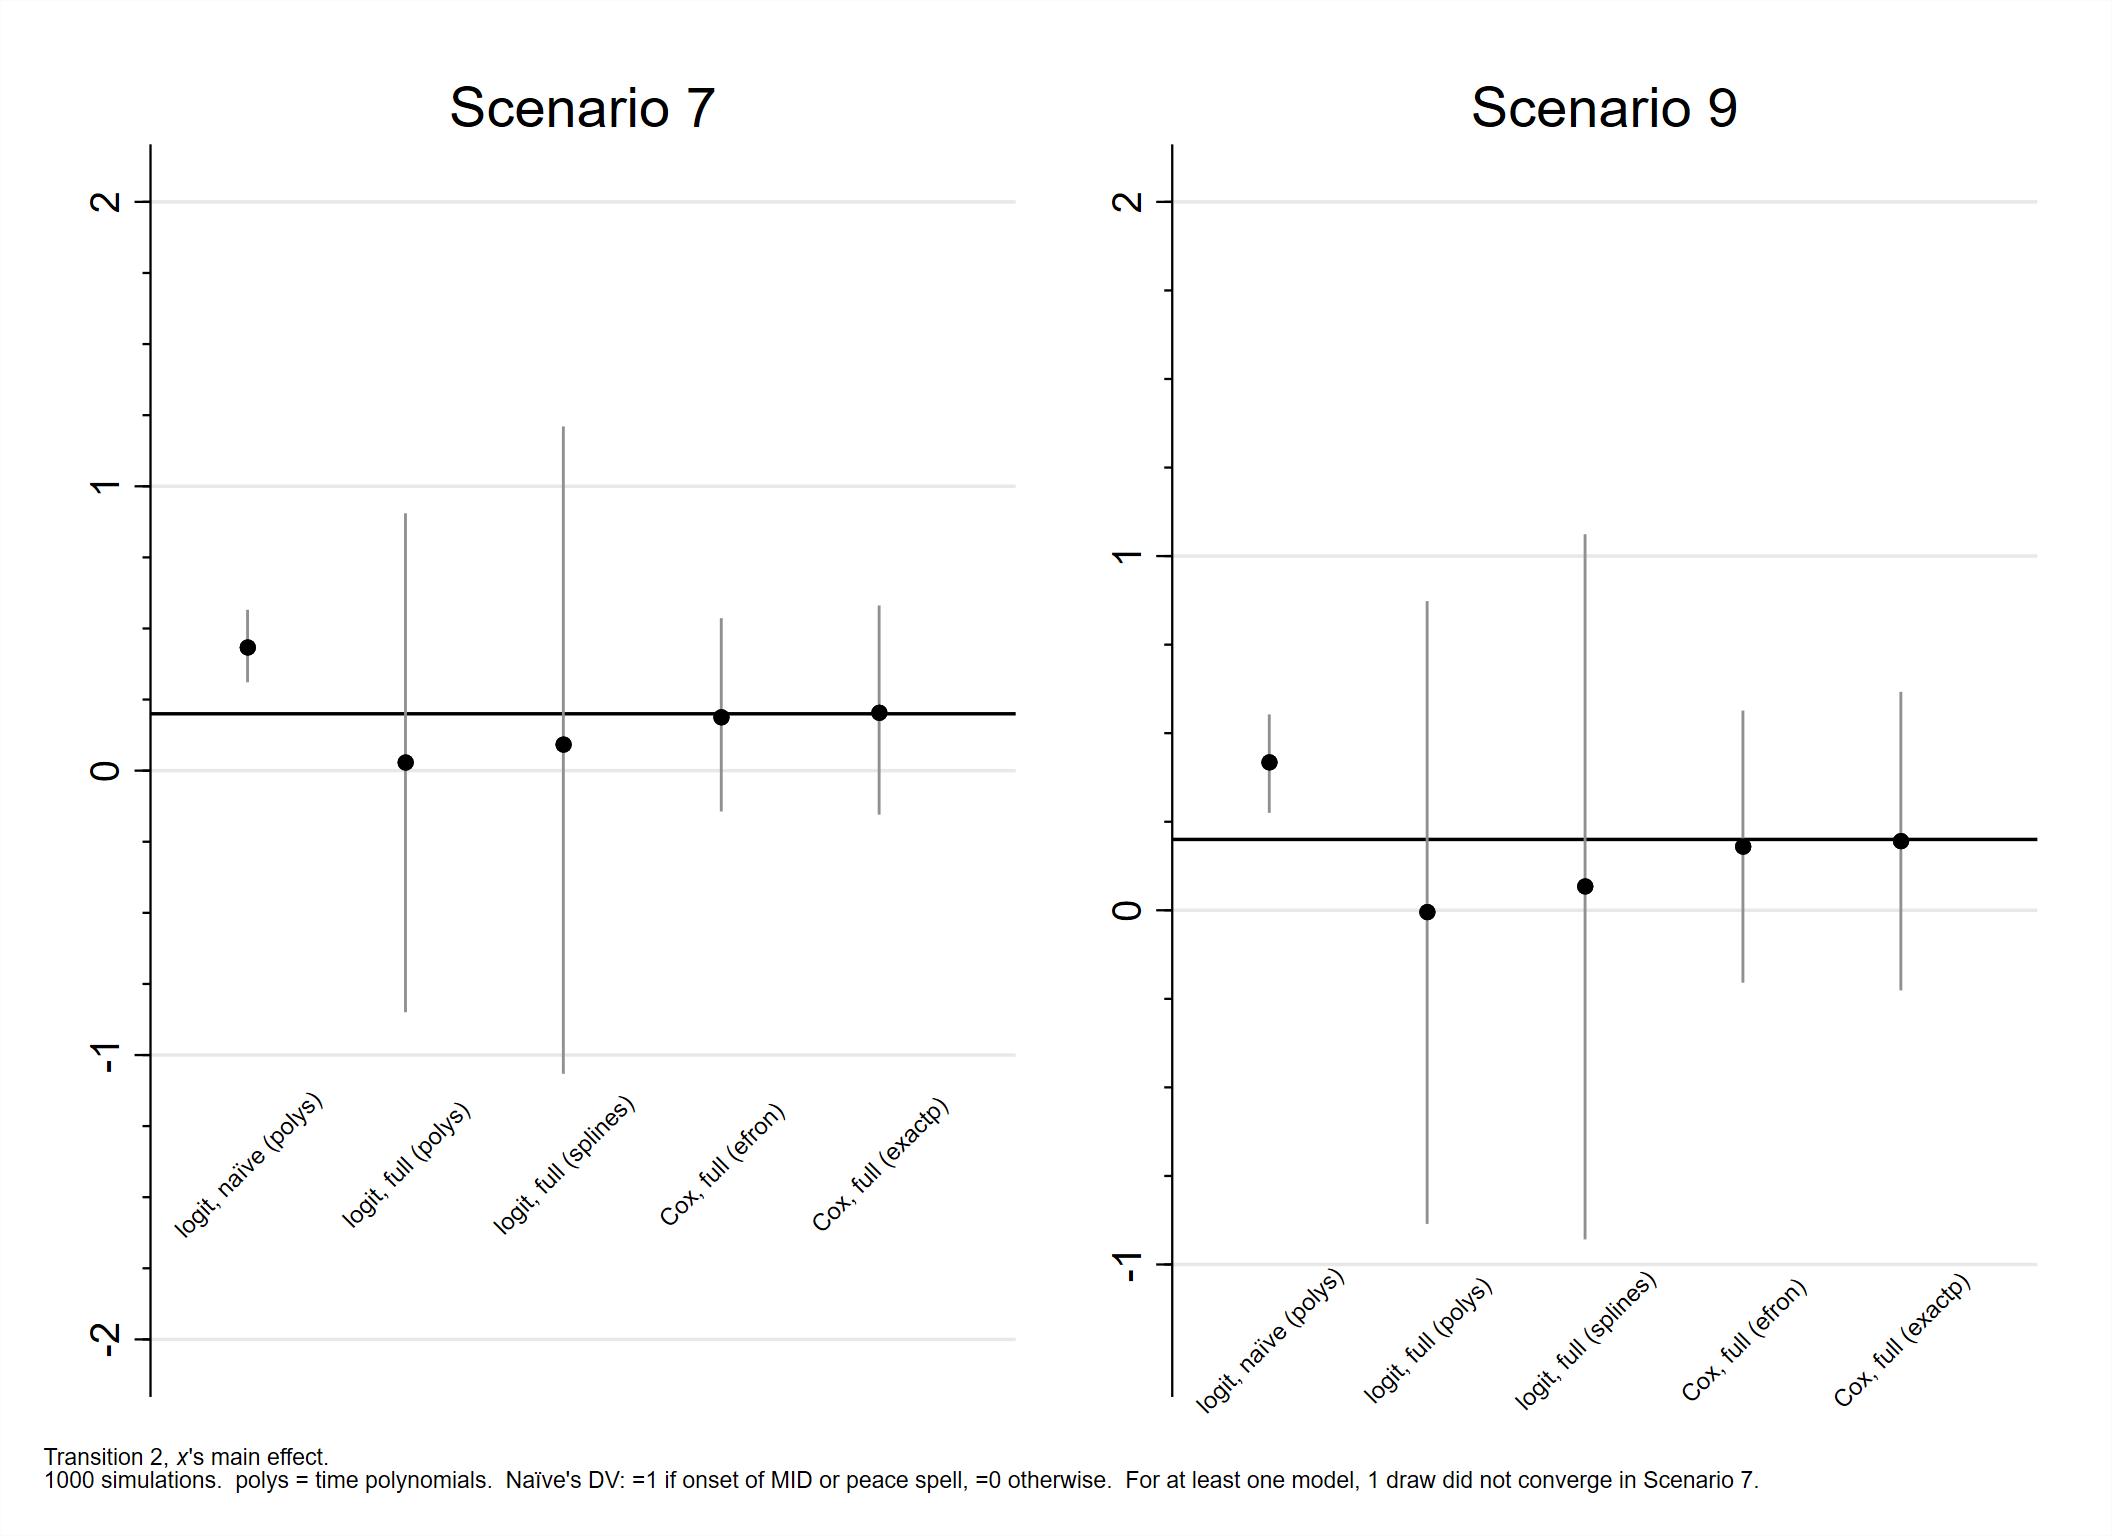 Scenario 7
2
1
0
-1
-2
logit, naïve (polys)
logit, full (polys)
logit, full (splines)
Cox, full (efron)
Cox, full (exactp)
Scenario 9
2
1
0
-1
logit, naïve (polys)
logit, full (polys)
logit, full (splines)
Cox, full (efron)
Cox, full (exactp)
Transition 2, x's main effect.
1000 simulations.  polys = time polynomials.  Naïve's DV: =1 if onset of MID or peace spell, =0 otherwise.  For at least one model, 1 draw did not converge in Scenario 7.